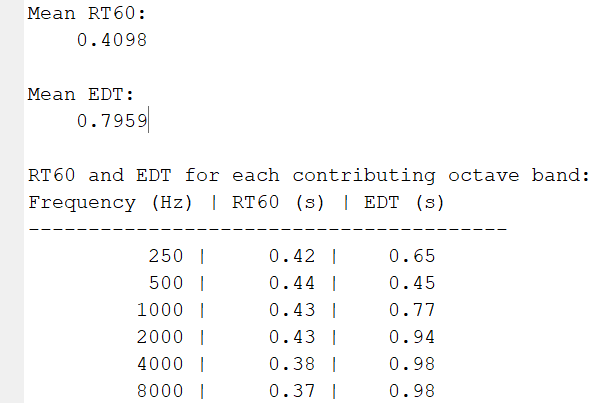 Mean RT60:
0.4098
Mean EDT:
0.7959
RT60 and EDT for each contributing octave band:
Frequency (Hz) | RT60 (s) | EDT (s)
----------------------------------------
250 | 0.42 | 0.65
500 | 0.44 | 0.45
1000 | 0.43 | 0.77
2000 | 0.43 | 0.94
4000 | 0.38 | 0.98
8000 | 0.37 | 0.98